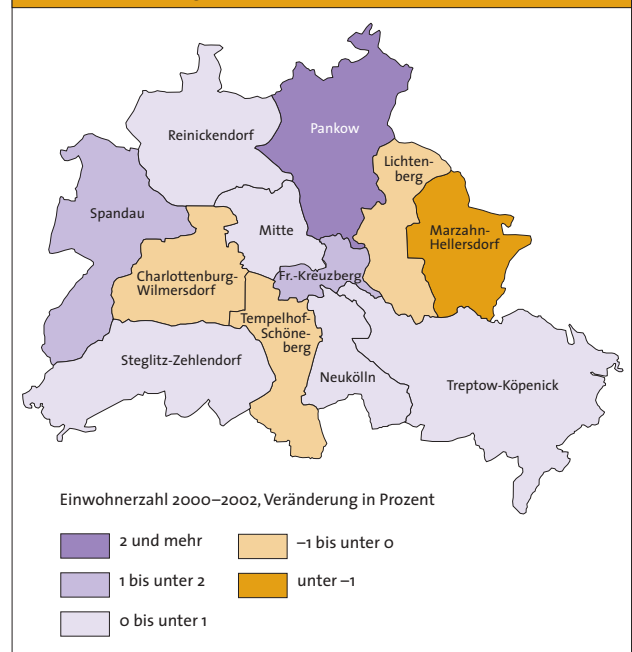 Reinickendorf
Pankow
Lichten-
berg
Spandau
Mitte
Marzahn-
Hellersdorf
Charlottenburg-
Wilmersdorf
Fr.-Kreuzberg
Tempelhof-
Schöne-
berg
Steglitz-Zehlendorf
Neukölln
Treptow-Köpenick
Einwohnerzahl 2000–2002, Veränderung in Prozent
2 und mehr
–1 bis unter 0
1 bis unter 2
unter –1
0 bis unter 1